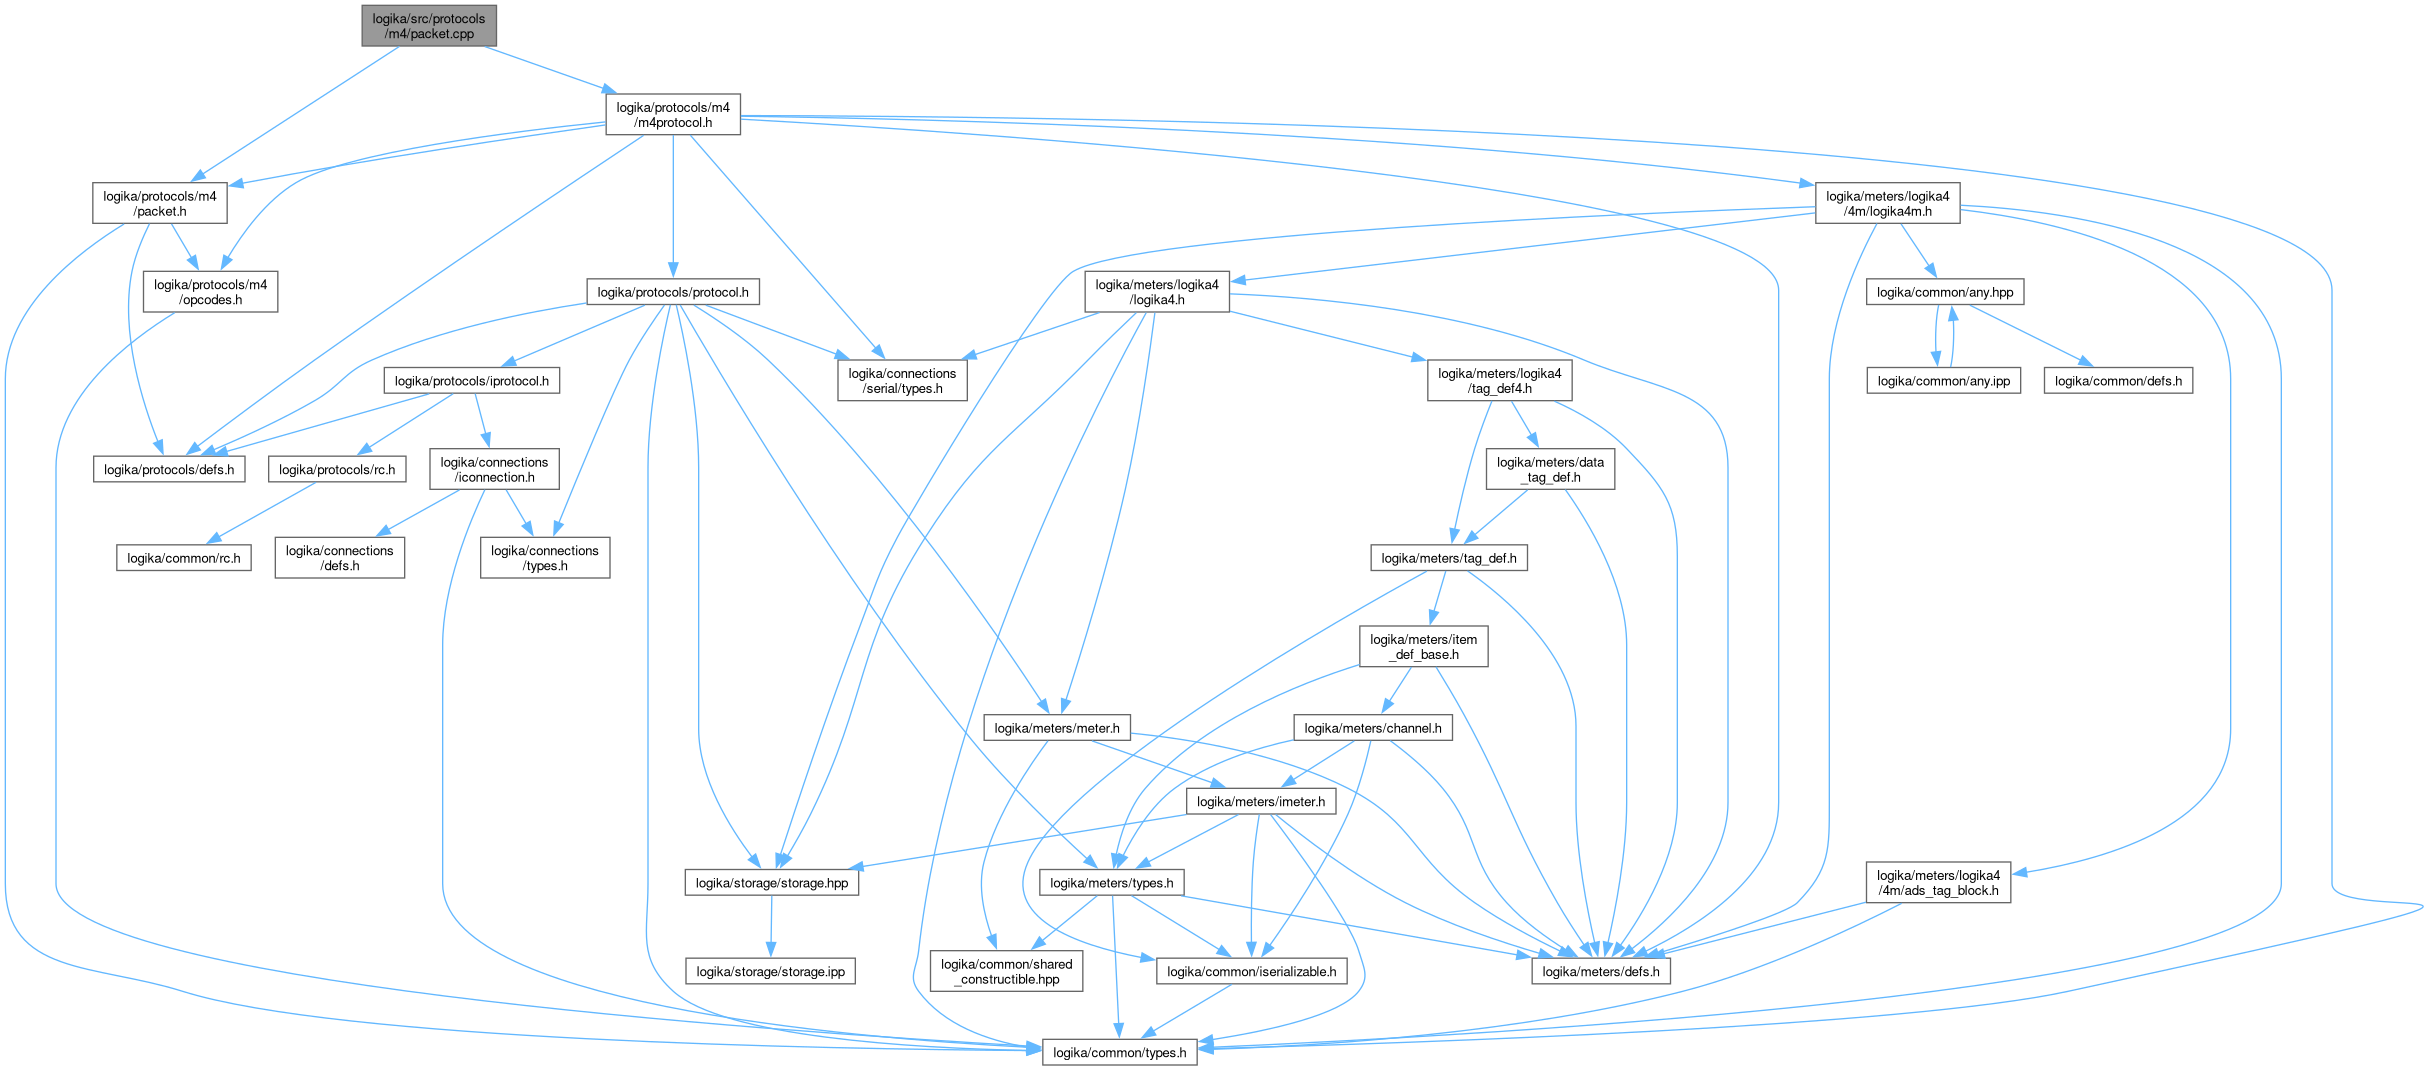 logika/src/protocols
/m4/packet.cpp
logika/protocols/m4
/m4protocol.h
logika/protocols/m4
/packet.h
logika/meters/logika4
/4m/logika4m.h
logika/protocols/m4
/opcodes.h
logika/protocols/protocol.h
logika/meters/logika4
/logika4.h
logika/common/any.hpp
logika/protocols/iprotocol.h
logika/connections
/serial/types.h
logika/meters/logika4
/tag_def4.h
logika/common/any.ipp
logika/common/defs.h
logika/protocols/defs.h
logika/protocols/rc.h
logika/connections
/iconnection.h
logika/meters/data
_tag_def.h
logika/common/rc.h
logika/connections
/defs.h
logika/connections
/types.h
logika/meters/tag_def.h
logika/meters/item
_def_base.h
logika/meters/meter.h
logika/meters/channel.h
logika/meters/imeter.h
logika/storage/storage.hpp
logika/meters/types.h
logika/meters/logika4
/4m/ads_tag_block.h
logika/storage/storage.ipp
logika/common/shared
_constructible.hpp
logika/common/iserializable.h
logika/meters/defs.h
logika/common/types.h